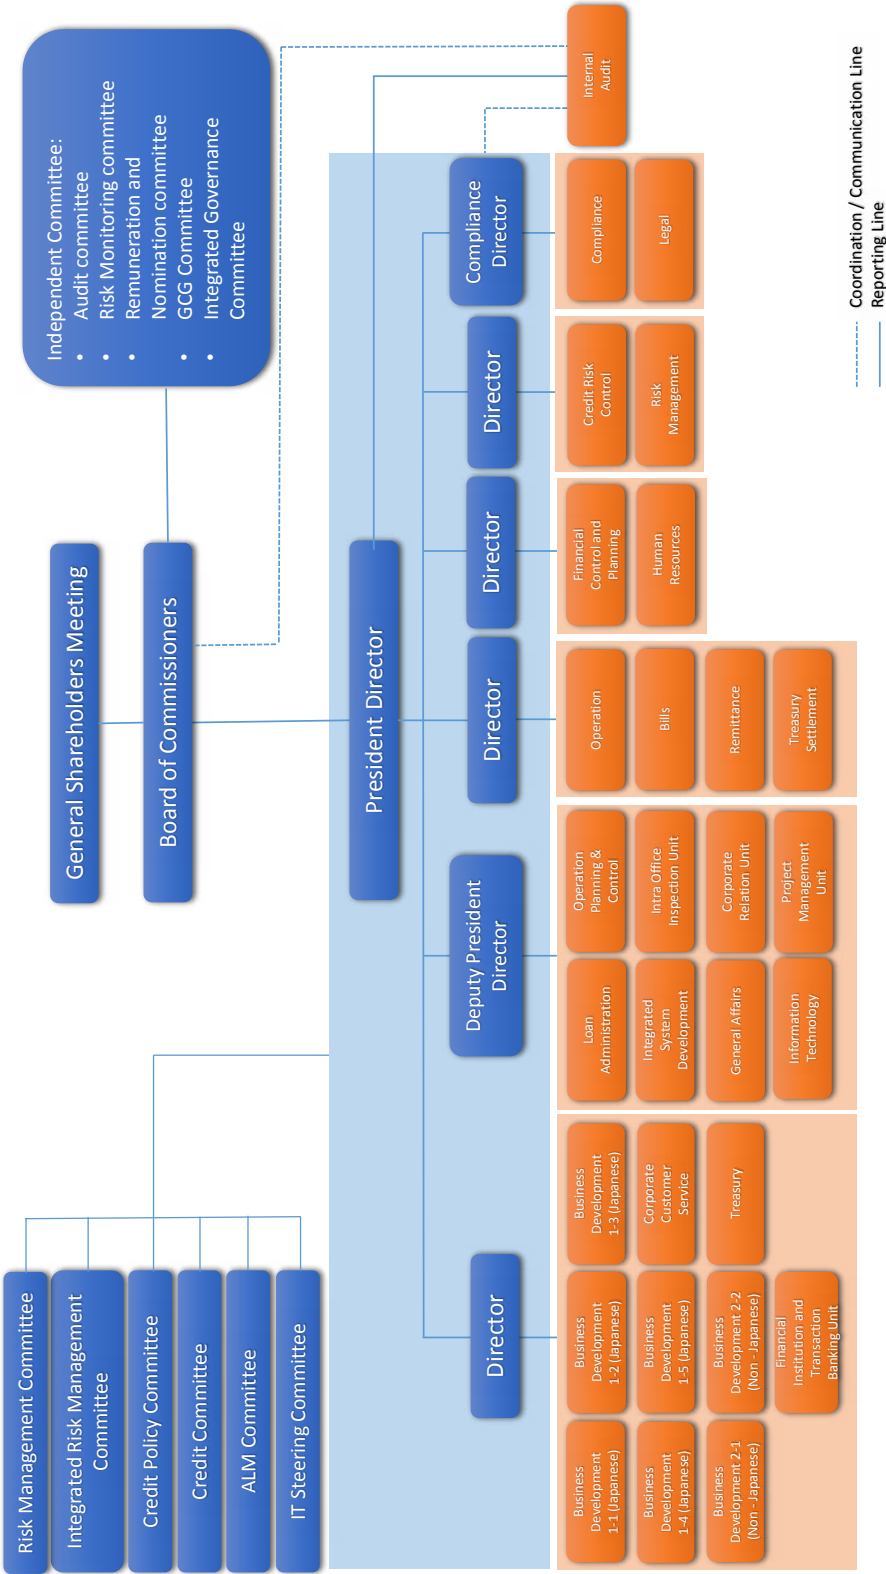 General Shareholders Meeting
Board of Commissioners
Independent Committee:
• Audit committee
• Risk Monitoring committee
• Remuneration and
Nomination committee
• GCG Committee
• Integrated Governance
Committee
Risk Management Committee
Integrated Risk Management
Committee
Credit Policy Committee
Credit Committee
ALM Committee
IT Steering Committee
President Director
Internal
Audit
Director
Deputy President
Director
Director
Director
Director
Compliance
Director
Business
Development
1-1 (Japanese)
Business
Development
1-2 (Japanese)
Business
Development
1-3 (Japanese)
Business
Development
1-4 (Japanese)
Business
Development
1-5 (Japanese)
Corporate
Customer
Service
Business
Development 2-1
(Non - Japanese)
Business
Development 2-2
(Non - Japanese)
Treasury
Financial
Institution and
Transaction
Banking Unit
Loan
Administration
Operation
Planning &
Control
Integrated
System
Development
Intra Office
Inspection Unit
General Affairs
Corporate
Relation Unit
Information
Technology
Project
Management
Unit
Operation
Bills
Remittance
Treasury
Settlement
Financial
Control and
Planning
Human
Resources
Credit Risk
Control
Risk
Management
Compliance
Legal
Coordination / Communication Line
Reporting Line